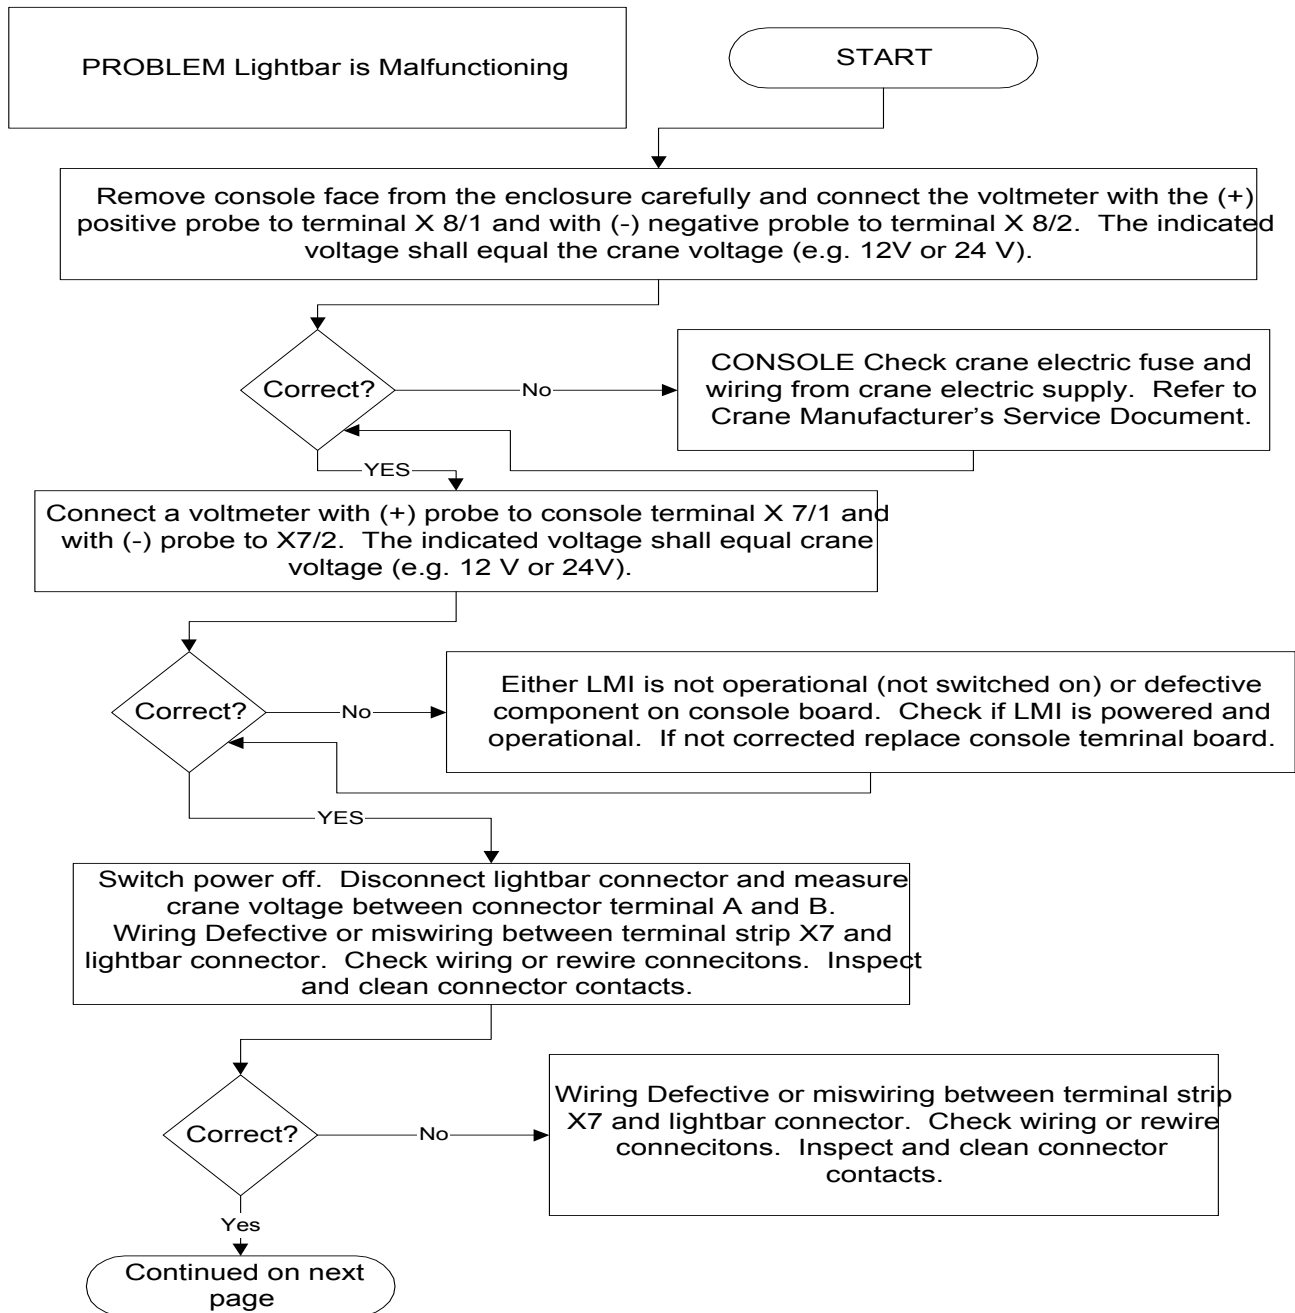 PROBLEM Lightbar is Malfunctioning
START
Remove console face from the enclosure carefully and connect the voltmeter with the (+)
positive probe to terminal X 8/1 and with (-) negative proble to terminal X 8/2.  The indicated
voltage shall equal the crane voltage (e.g. 12V or 24 V).
Correct?
No
CONSOLE Check crane electric fuse and
wiring from crane electric supply.  Refer to
Crane Manufacturer's Service Document.
YES
Connect a voltmeter with (+) probe to console terminal X 7/1 and
with (-) probe to X7/2.  The indicated voltage shall equal crane
voltage (e.g. 12 V or 24V).
Correct?
No
Either LMI is not operational (not switched on) or defective
component on console board.  Check if LMI is powered and
operational.  If not corrected replace console temrinal board.
YES
Switch power off.  Disconnect lightbar connector and measure
crane voltage between connector terminal A and B.
Wiring Defective or miswiring between terminal strip X7 and
lightbar connector.  Check wiring or rewire connecitons.  Inspect
and clean connector contacts.
Correct?
No
Wiring Defective or miswiring between terminal strip
X7 and lightbar connector.  Check wiring or rewire
connecitons.  Inspect and clean connector
contacts.
Yes
Continued on next
page